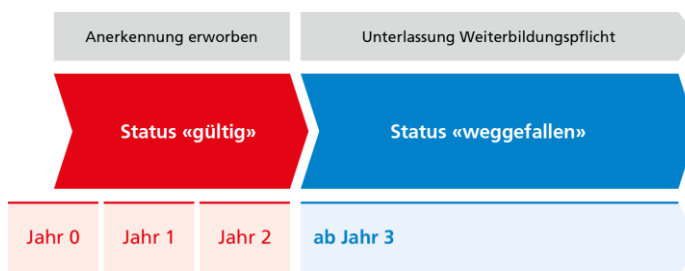 Anerkennung erworben
Unterlassung Weiterbildungspflicht
Status «gültig»
Status «weggefallen»
Jahr 0
Jahr 1
Jahr 2
ab Jahr 3